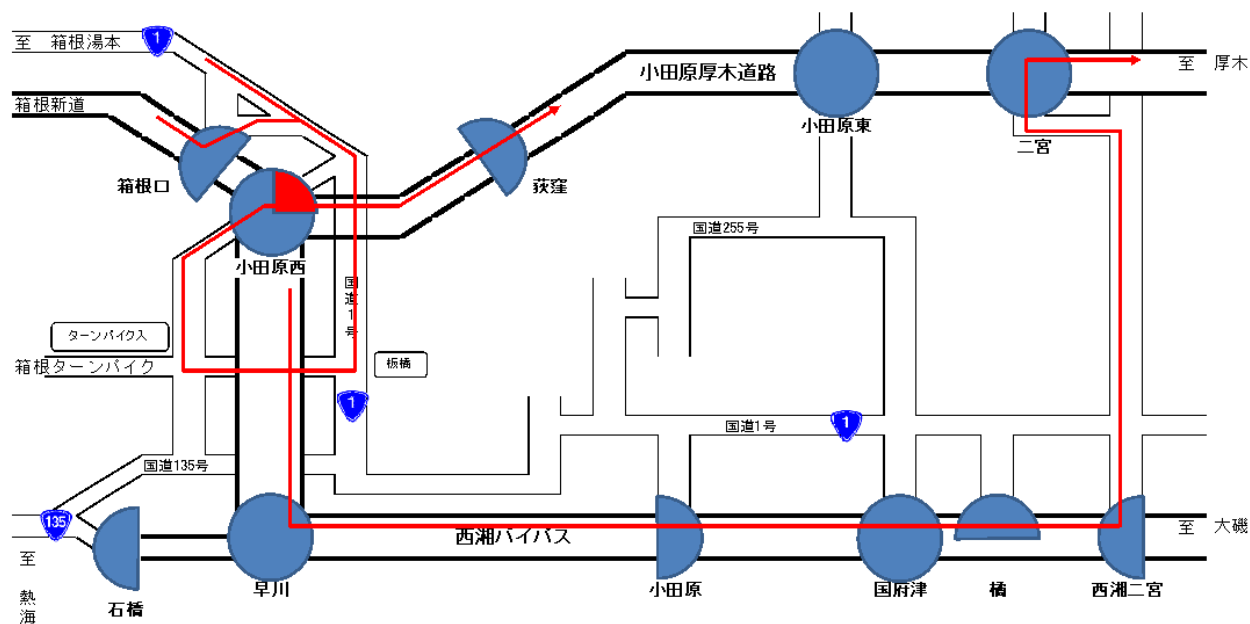 1
至 箱根湯本
小田原厚木道路
至 厚木
箱根新道
小田原東
二宮
箱根口
荻窪
国道255号
小田原西
国道1号
ターンパイク入
箱根ターンパイク
板橋
1
1
国道1号
国道135号
135
西湘バイパス
至 大磯
至 熱海
石橋
早川
小田原
国府津
橘
西湘二宮